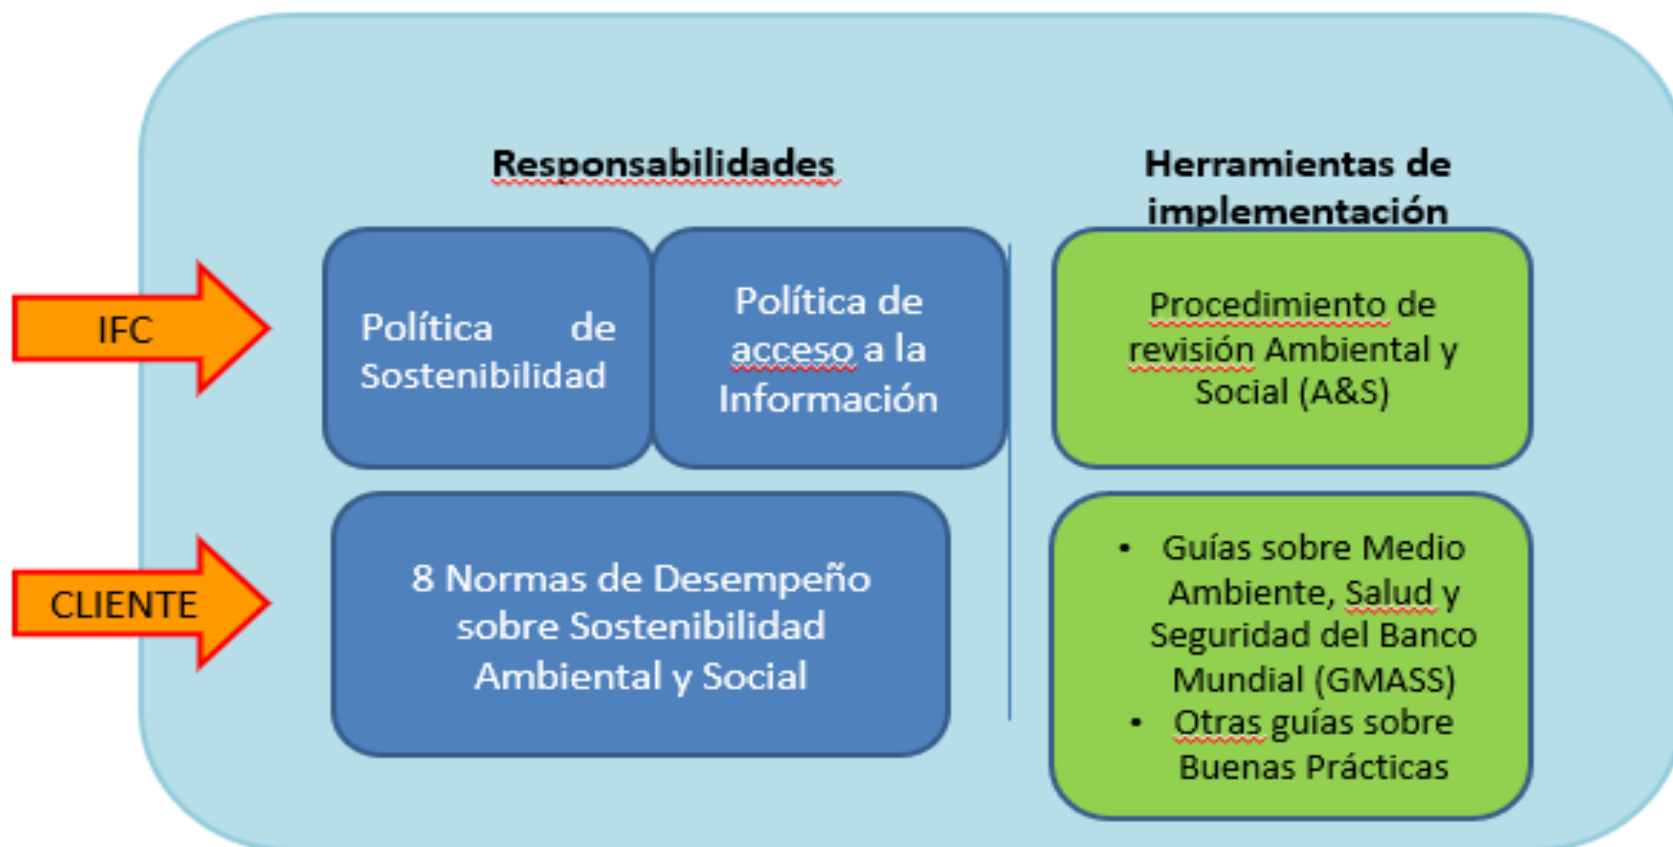 Responsabilidades
Herramientas de
implementación
IFC
Política de
Sostenibilidad
Política de
acceso a la
Información
Procedimiento de
revisión Ambiental y
Social (A&S)
CLIENTE
8 Normas de Desempeño
sobre Sostenibilidad
Ambiental y Social
• Guías sobre Medio
Ambiente, Salud y
Seguridad del Banco
Mundial (GMASS)
• Otras guías sobre
Buenas Prácticas